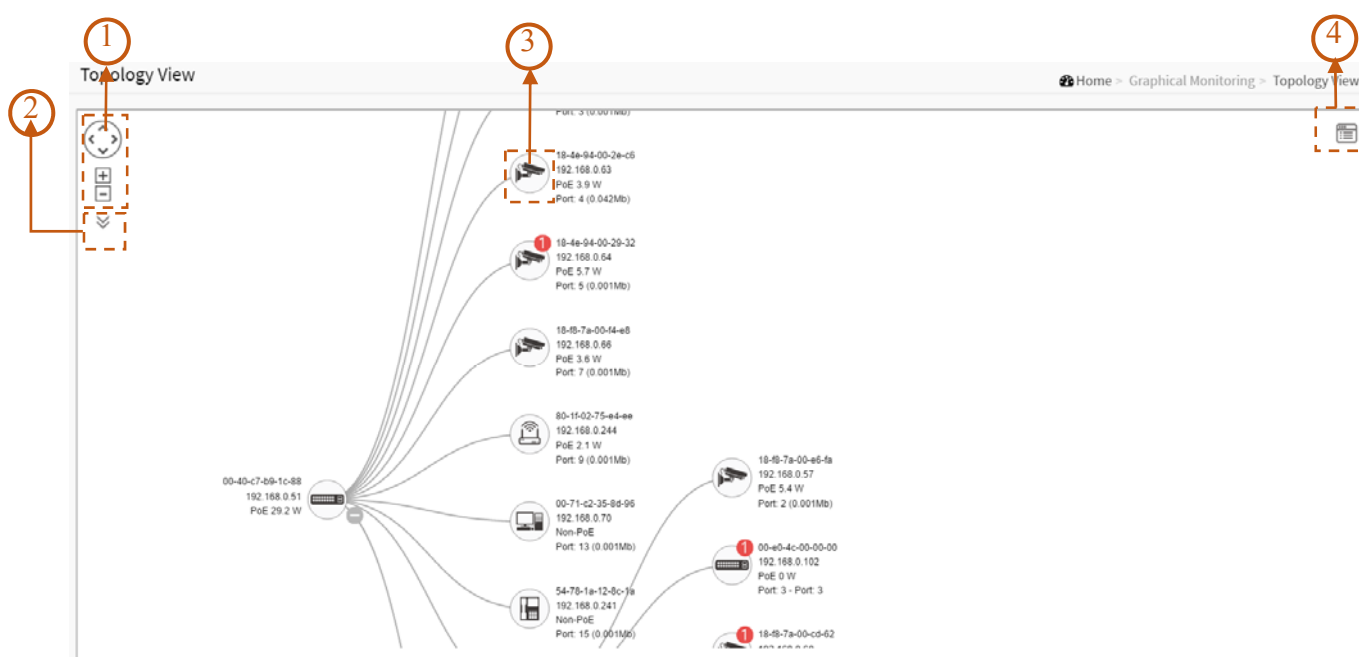 1
3
4
Topology View
Home > Graphical Monitoring > Topology View
2
Port: 3 (0.001Mb)
18-4e-94-00-2e-c6
192.168.0.63
PoE 3.9 W
Port: 4 (0.042Mb)
1
18-4e-94-00-29-32
192.168.0.64
PoE 5.7 W
Port: 5 (0.001Mb)
18-f8-7a-00-f4-e8
192.168.0.66
PoE 3.6 W
Port: 7 (0.001Mb)
80-1f-02-75-e4-ee
192.168.0.244
PoE 2.1 W
Port: 9 (0.001Mb)
00-40-c7-b9-1c-88
192.168.0.51
PoE 29.2 W
18-f8-7a-00-e6-fa
192.168.0.57
PoE 5.4 W
Port: 2 (0.001Mb)
00-71-c2-35-8d-96
192.168.0.70
Non-PoE
Port: 13 (0.001Mb)
1
00-e0-4c-00-00-00
192.168.0.102
PoE 0 W
Port: 3 - Port: 3
54-78-1a-12-8c-1a
192.168.0.241
Non-PoE
Port: 15 (0.001Mb)
1
18-f8-7a-00-cd-62